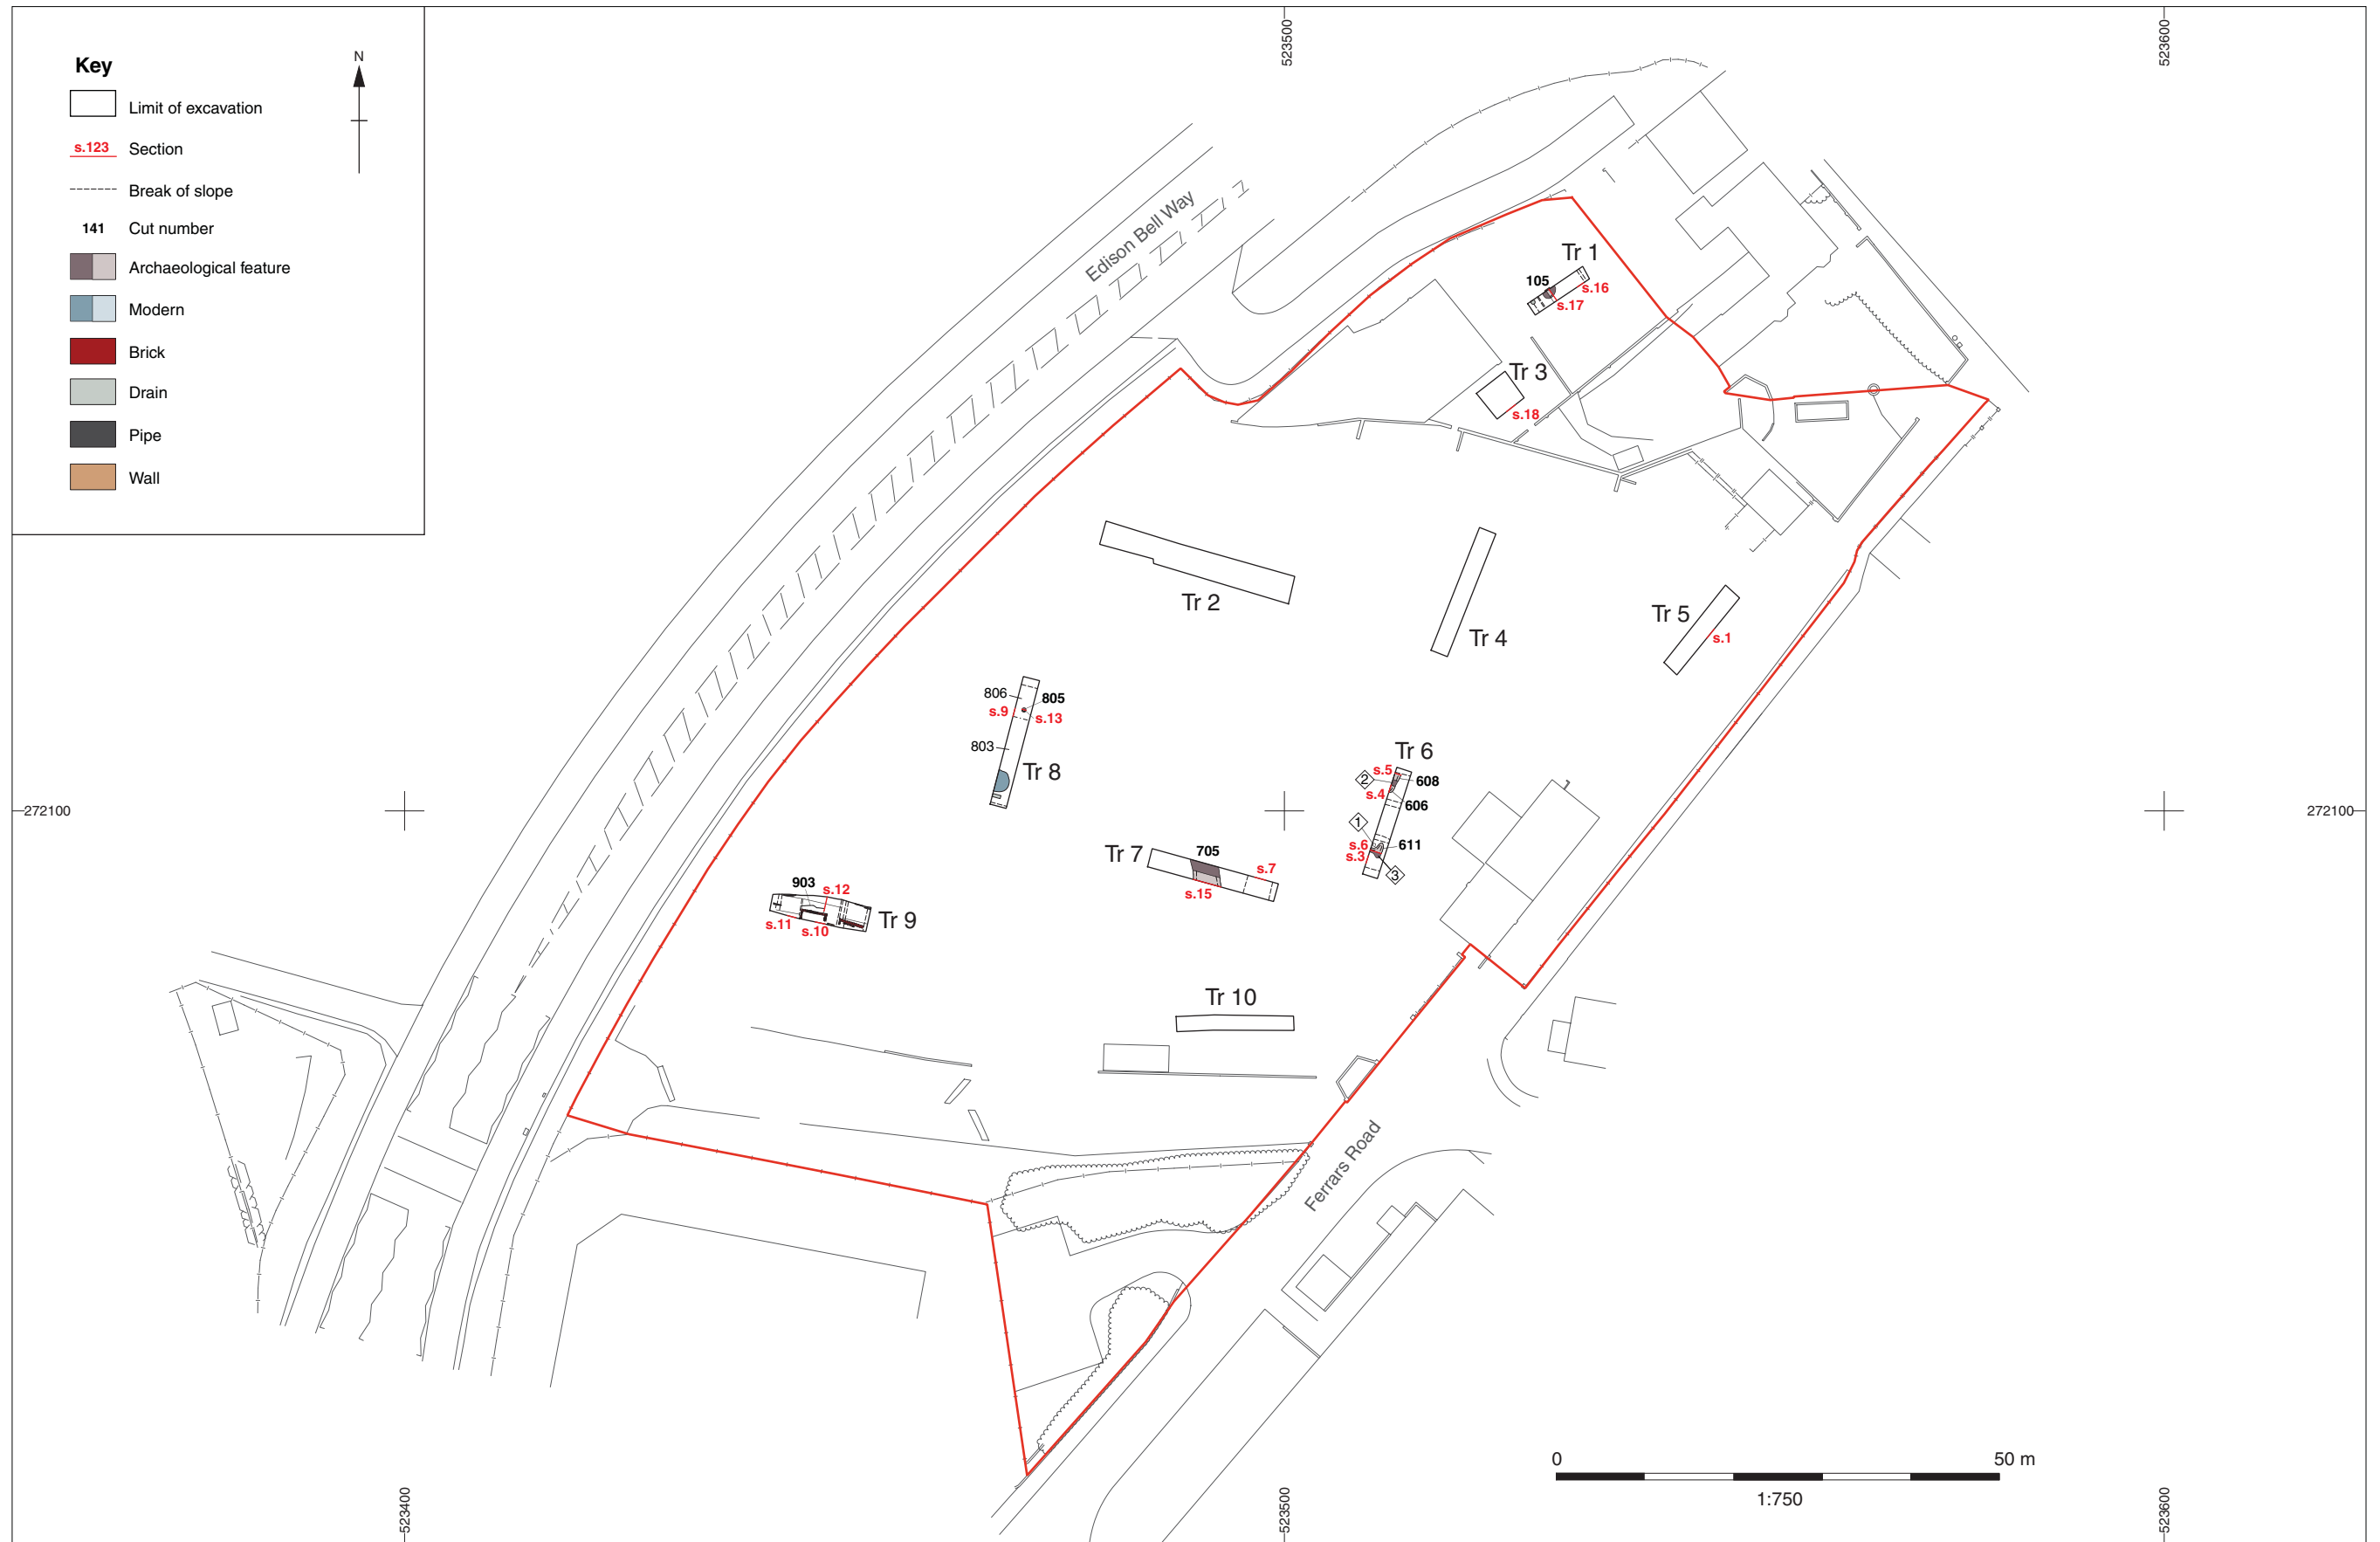 Key
N
Limit of excavation
s.123 Section
Break of slope
141 Cut number
Archaeological feature
Modern
Brick
Drain
Pipe
Wall
523500
523600
Edison Bell Way
Tr 1
105
s.16
s.17
Tr 3
s.18
Tr 2
Tr 4
Tr 5
s.1
806
805
s.9
s.13
803
Tr 8
Tr 6
s.5
2
608
s.4
606
1
s.6
611
s.3
3
272100
272100
Tr 7
705
s.7
s.15
903
s.12
Tr 9
s.11
s.10
Tr 10
Ferrars Road
0
50 m
1:750
523400
523500
523600